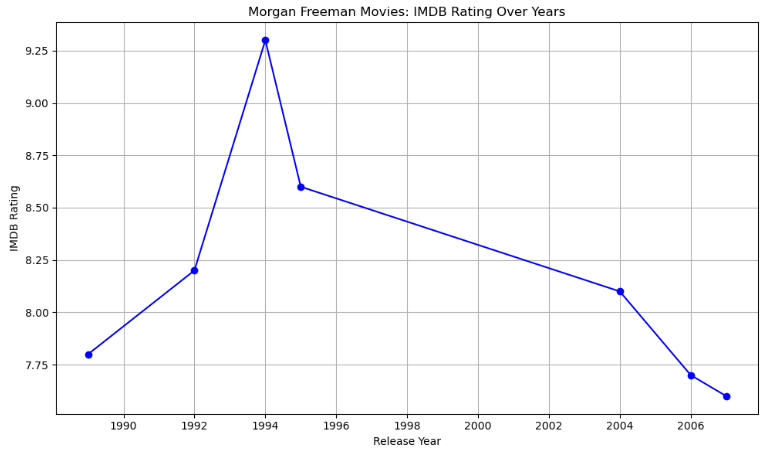 Morgan Freeman Movies: IMDB Rating Over Years
9.25
9.00
8.75
8.50
8.25
8.00
7.75
IMDB Rating
1990 1992 1994 1996 1998 2000 2002 2004 2006
Release Year